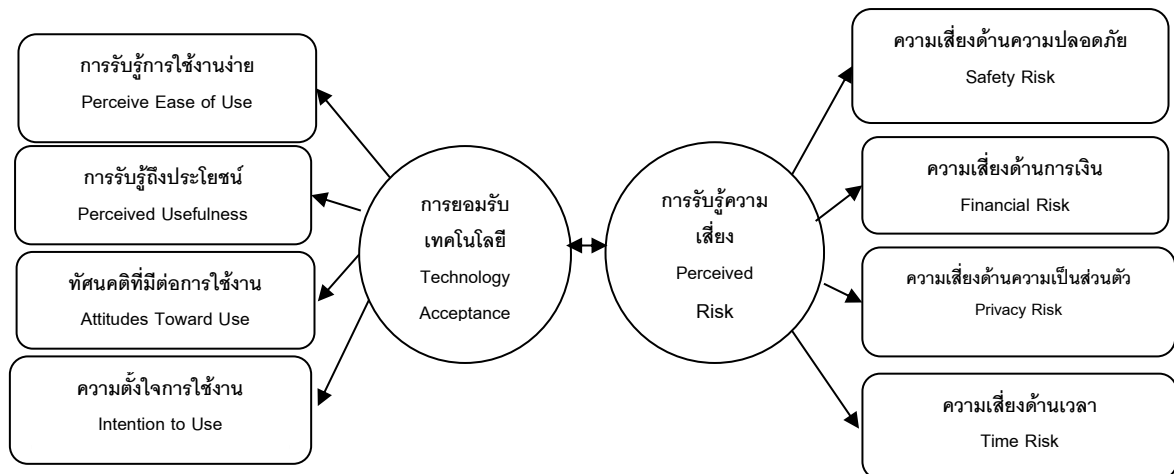 การรับรู้การใช้งานง่าย
Perceive Ease of Use
การรับรู้ถึงประโยชน์
Perceived Usefulness
ทัศนคติที่มีต่อการใช้งาน
Attitudes Toward Use
ความตั้งใจการใช้งาน
Intention to Use
การยอมรับ
เทคโนโลยี
Technology
Acceptance
การรับรู้ความ
เสี่ยง
Perceived
Risk
ความเสี่ยงด้านความปลอดภัย
Safety Risk
ความเสี่ยงด้านการเงิน
Financial Risk
ความเสี่ยงด้านความเป็นส่วนตัว
Privacy Risk
ความเสี่ยงด้านเวลา
Time Risk